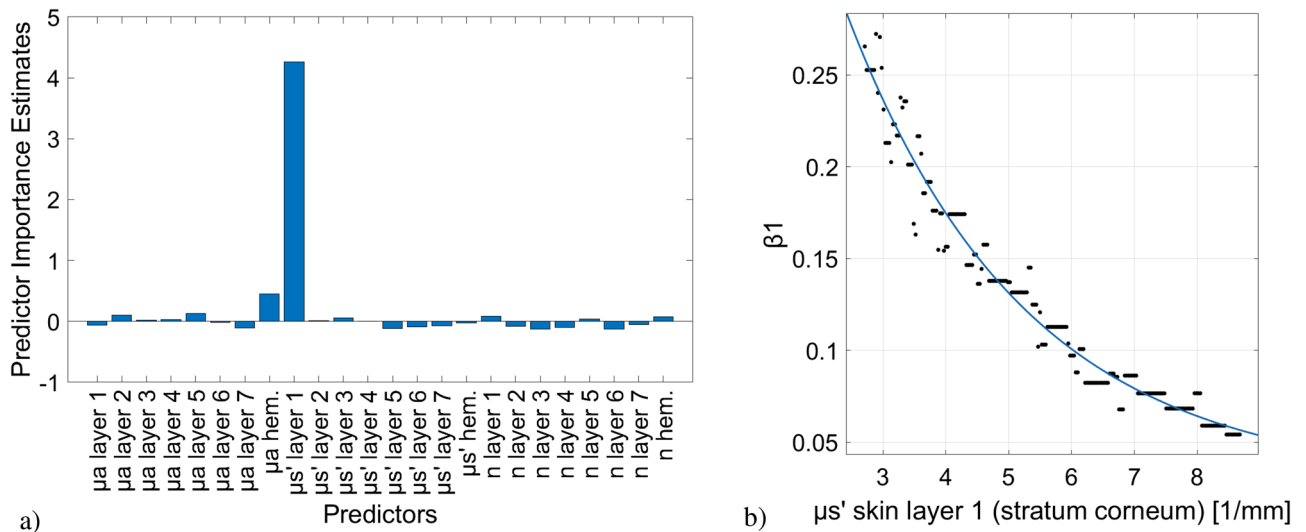 5
4
3
2
1
0
-1
Predictor Importance Estimates
µa layer 1
µa layer 2
µa layer 3
µa layer 4
µa layer 5
µa layer 6
µa layer 7
µa hem.
µs' layer 1
µs' layer 2
µs' layer 3
µs' layer 4
µs' layer 5
µs' layer 6
µs' layer 7
µs' hem.
n layer 1
n layer 2
n layer 3
n layer 4
n layer 5
n layer 6
n layer 7
n hem.
Predictors
a)
0.25
0.2
0.15
0.1
0.05
β1
3 4 5 6 7 8
µs' skin layer 1 (stratum corneum) [1/mm]
b)